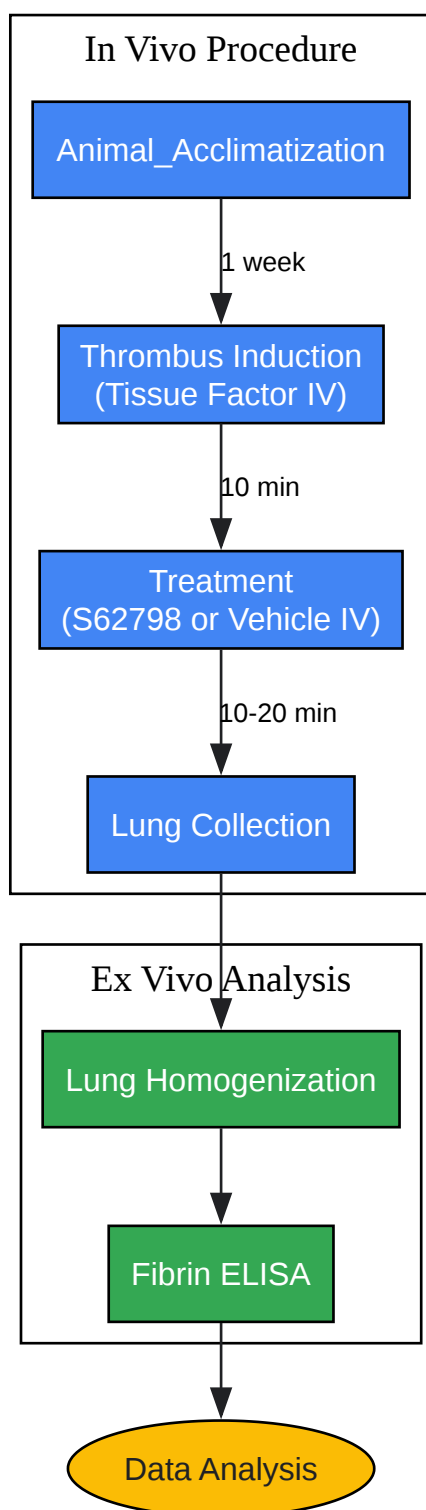 In Vivo Procedure
Animal_Acclimatization
1 week
Thrombus Induction
(Tissue Factor IV)
10 min
Treatment
(S62798 or Vehicle IV)
10-20 min
Lung Collection
Ex Vivo Analysis
Lung Homogenization
Fibrin ELISA
Data Analysis